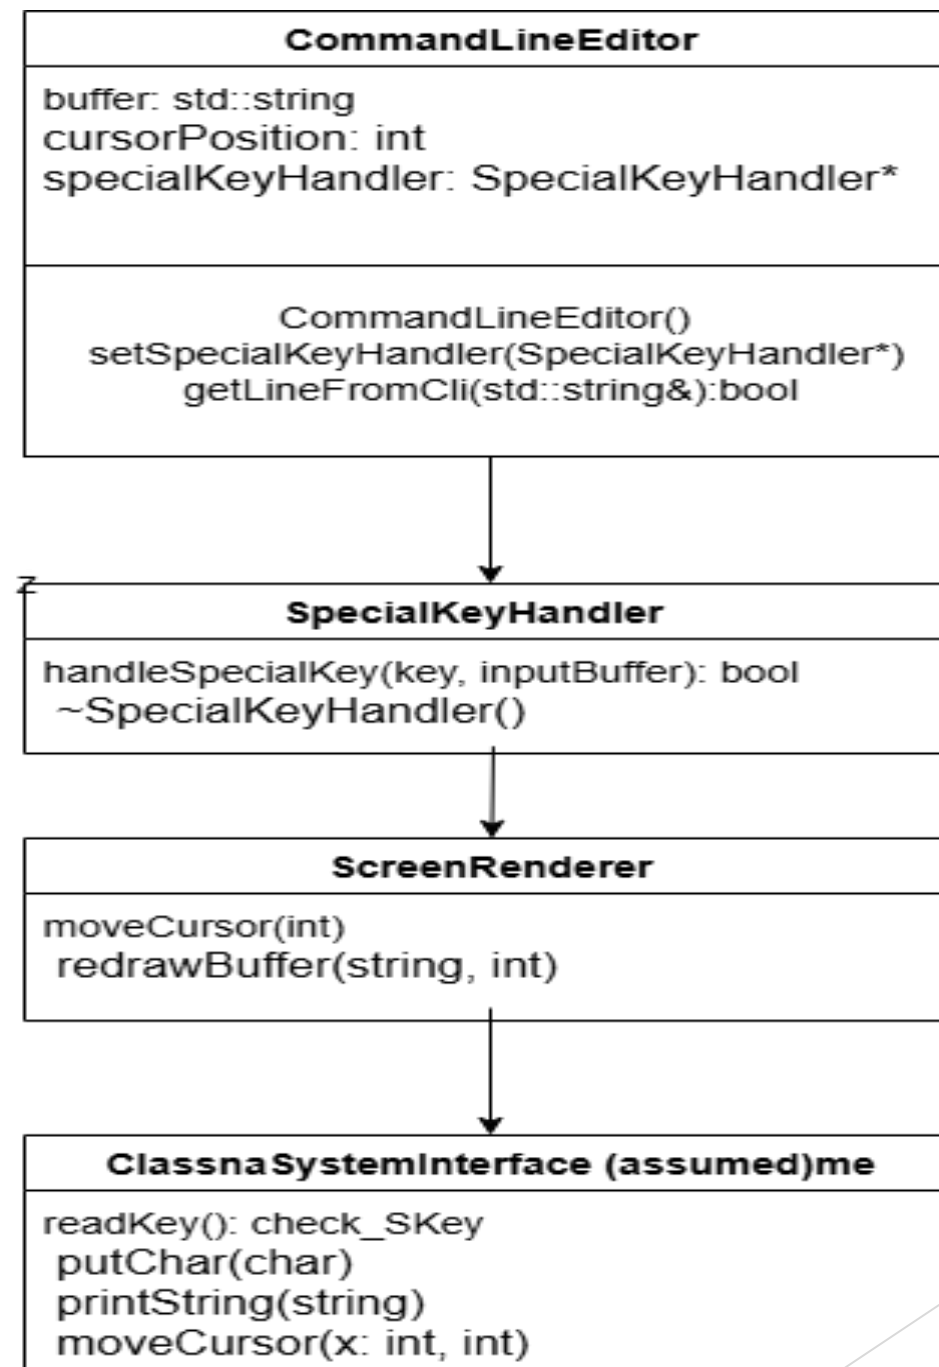 CommandLineEditor
buffer: std::string
cursorPosition: int
specialKeyHandler: SpecialKeyHandler*
CommandLineEditor()
setSpecialKeyHandler(SpecialKeyHandler*)
getLineFromCli(std::string&):bool
Z
SpecialKeyHandler
handleSpecialKey(key, inputBuffer): bool
~SpecialKeyHandler()
ScreenRenderer
moveCursor(int)
redrawBuffer(string, int)
ClassnaSystemInterface (assumed)me
readKey(): check_SKey
putChar(char)
printString(string)
moveCursor(x: int, int)